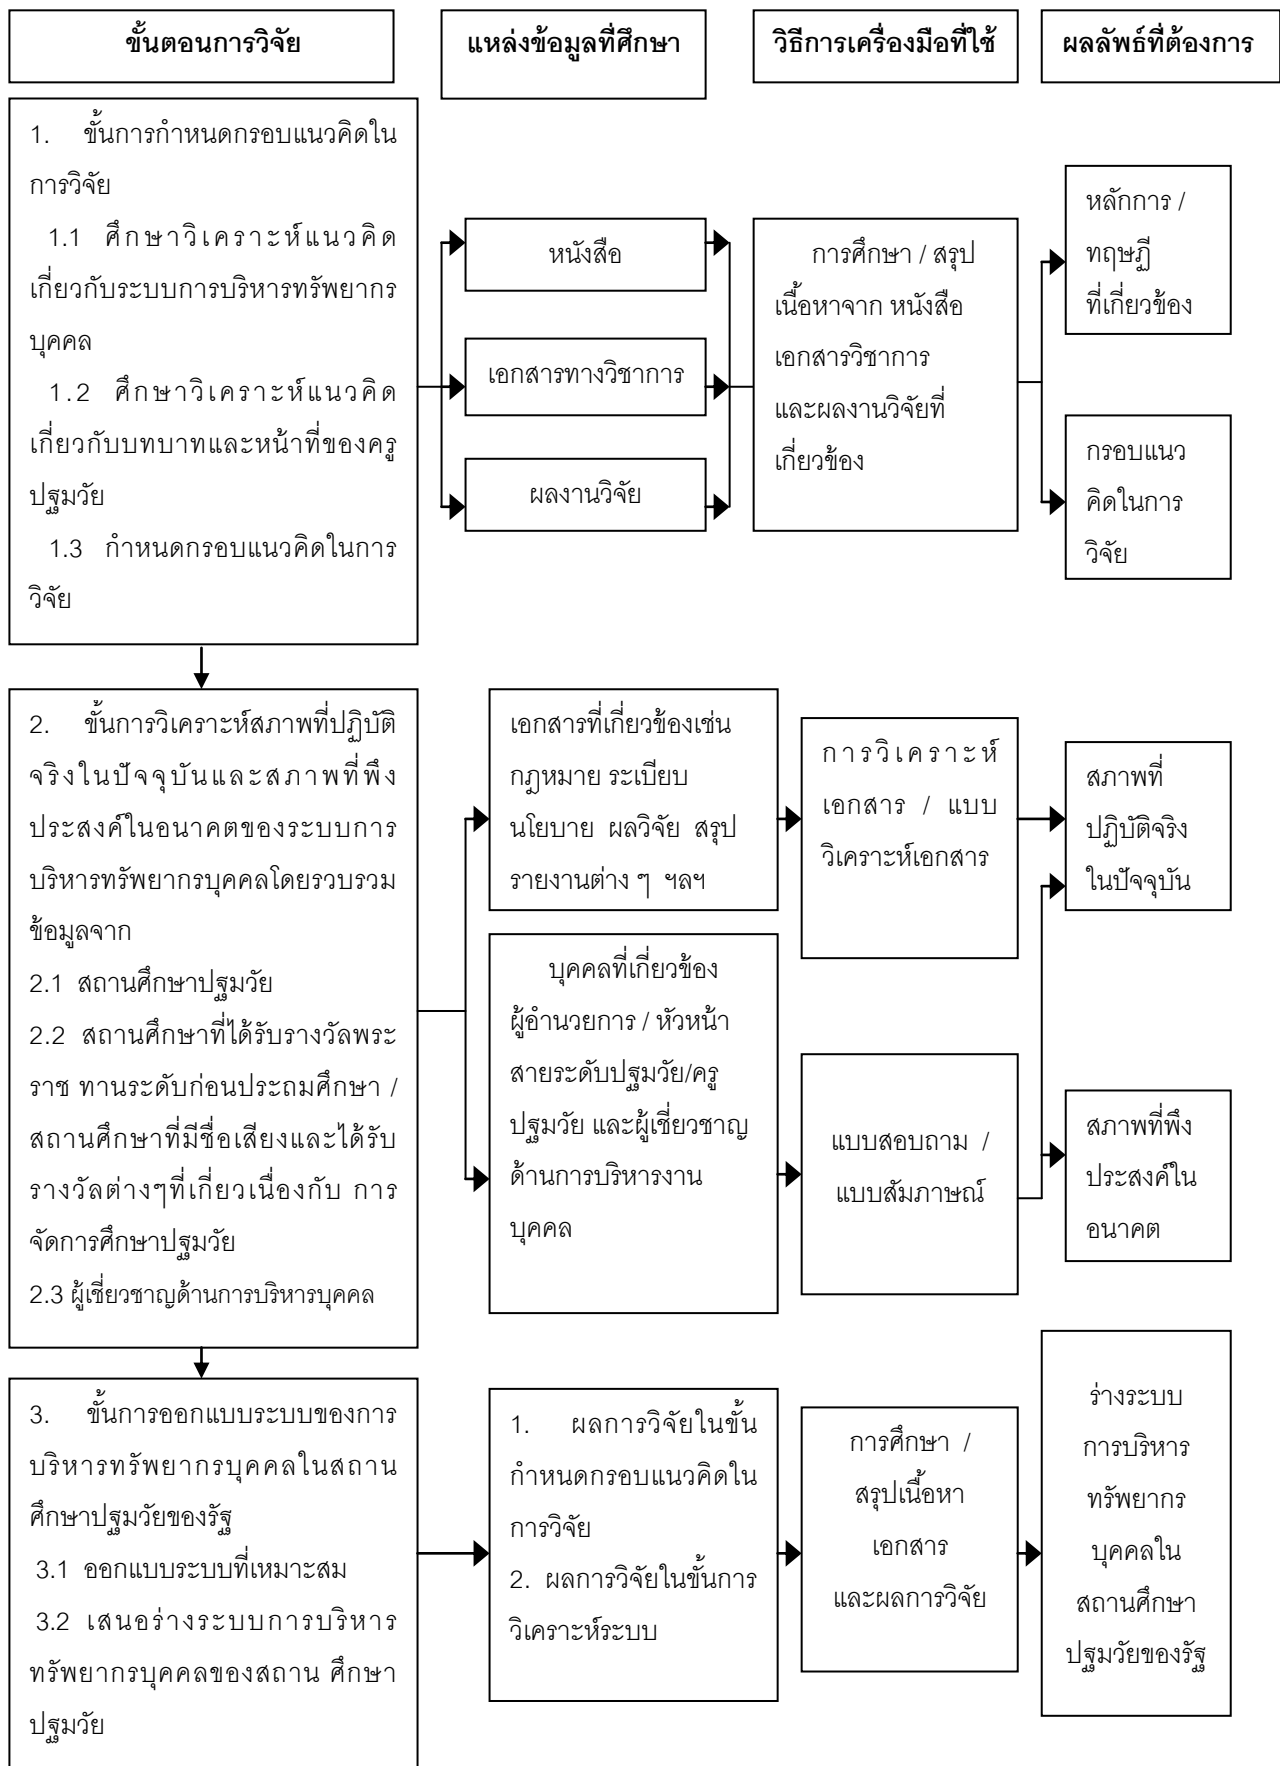 ขั้นตอนการวิจัย
แหล่งข้อมูลที่ศึกษา
วิธีการเครื่องมือที่ใช้
ผลลัพธ์ที่ต้องการ
1. ขั้นการกำหนดกรอบแนวคิดใน
การวิจัย
1.1 ศึกษาวิเคราะห์แนวคิด
เกี่ยวกับระบบการบริหารทรัพยากร
บุคคล
1.2 ศึกษาวิเคราะห์แนวคิด
เกี่ยวกับบทบาทและหน้าที่ของครู
ปฐมวัย
1.3 กำหนดกรอบแนวคิดในการ
วิจัย
หนังสือ
เอกสารทางวิชาการ
ผลงานวิจัย
การศึกษา / สรุป
เนื้อหาจาก หนังสือ
เอกสารวิชาการ
และผลงานวิจัยที่
เกี่ยวข้อง
หลักการ /
ทฤษฎี
ที่เกี่ยวข้อง
กรอบแนว
คิดในการ
วิจัย
2. ขั้นการวิเคราะห์สภาพที่ปฏิบัติ
จริงในปัจจุบันและสภาพที่พึง
ประสงค์ในอนาคตของระบบการ
บริหารทรัพยากรบุคคลโดยรวบรวม
ข้อมูลจาก
2.1 สถานศึกษาปฐมวัย
2.2 สถานศึกษาที่ได้รับรางวัลพระ
ราช ทานระดับก่อนประถมศึกษา /
สถานศึกษาที่มีชื่อเสียงและได้รับ
รางวัลต่างๆที่เกี่ยวเนื่องกับ การ
จัดการศึกษาปฐมวัย
2.3 ผู้เชี่ยวชาญด้านการบริหารบุคคล
เอกสารที่เกี่ยวข้องเช่น
กฎหมาย ระเบียบ
นโยบาย ผลวิจัย สรุป
รายงานต่าง ๆ ฯลฯ
บุคคลที่เกี่ยวข้อง
ผู้อำนวยการ / หัวหน้า
สายระดับปฐมวัย/ครู
ปฐมวัย และผู้เชี่ยวชาญ
ด้านการบริหารงาน
บุคคล
การวิเคราะห์
เอกสาร / แบบ
วิเคราะห์เอกสาร
แบบสอบถาม /
แบบสัมภาษณ์
สภาพที่
ปฏิบัติจริง
ในปัจจุบัน
สภาพที่พึง
ประสงค์ใน
อนาคต
3. ขั้นการออกแบบระบบของการ
บริหารทรัพยากรบุคคลในสถาน
ศึกษาปฐมวัยของรัฐ
3.1 ออกแบบระบบที่เหมาะสม
3.2 เสนอร่างระบบการบริหาร
ทรัพยากรบุคคลของสถาน ศึกษา
ปฐมวัย
1. ผลการวิจัยในขั้น
กำหนดกรอบแนวคิดใน
การวิจัย
2. ผลการวิจัยในขั้นการ
วิเคราะห์ระบบ
การศึกษา /
สรุปเนื้อหา
เอกสาร
และผลการวิจัย
ร่างระบบ
การบริหาร
ทรัพยากร
บุคคลใน
สถานศึกษา
ปฐมวัยของรัฐ